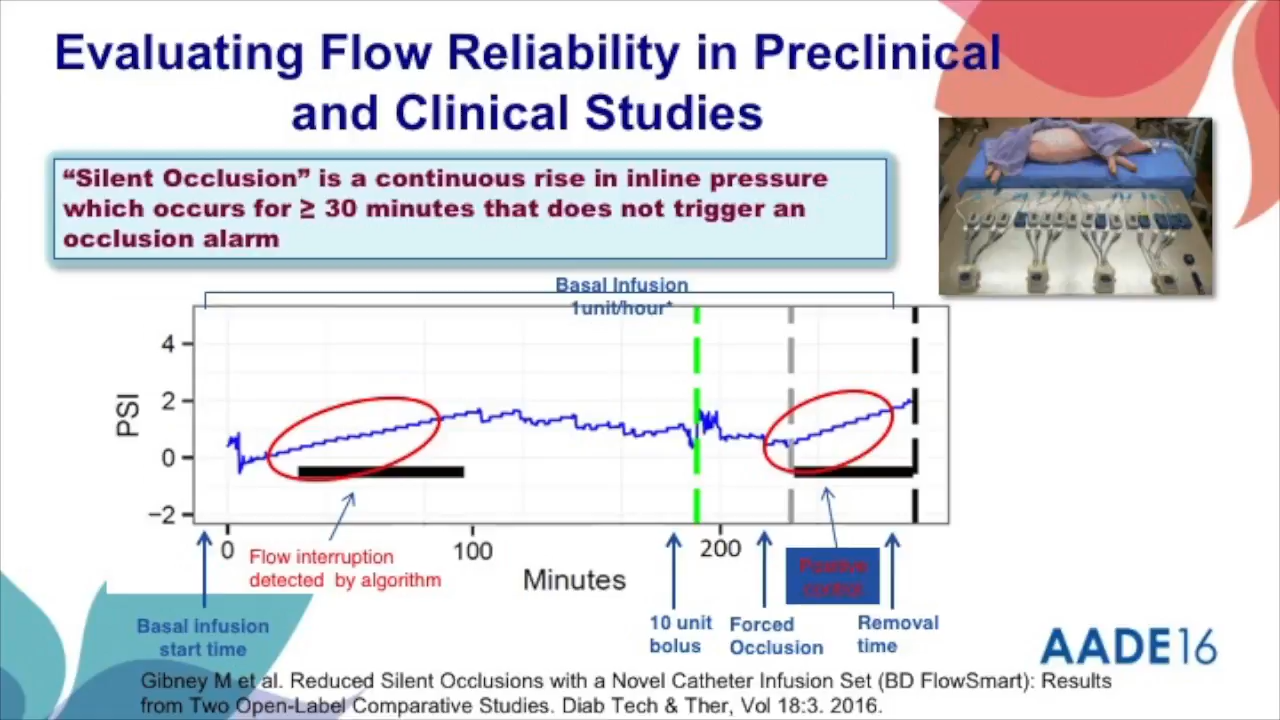 Evaluating Flow Reliability in Preclinical
and Clinical Studies
“Silent Occlusion” is a continuous rise in inline pressure
which occurs for ≥ 30 minutes that does not trigger an
occlusion alarm
Basal Infusion
1unit/hour*
PSI
4
2
0
−2
0
100
200
Minutes
Flow interruption
detected by algorithm
Positive
control
Basal infusion
start time
10 unit
bolus
Forced
Occlusion
Removal
time
AADE16
Gibney M et al. Reduced Silent Occlusions with a Novel Catheter Infusion Set (BD FlowSmart): Results
from Two Open-Label Comparative Studies. Diab Tech & Ther, Vol 18:3. 2016.